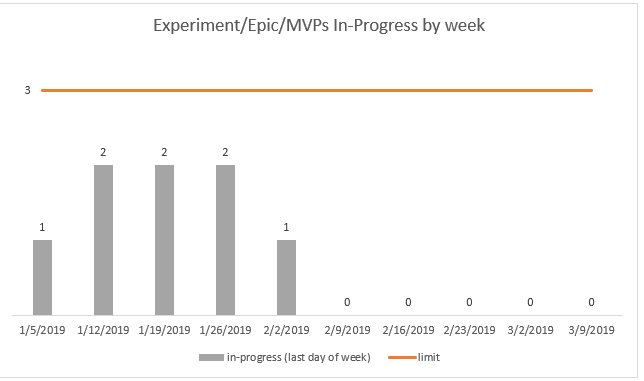 Experiment/Epic/MVPs In-Progress by week
3
1 2 2 2 1 0 0 0 0 0
1/5/2019 1/12/2019 1/19/2019 1/26/2019 2/2/2019 2/9/2019 2/16/2019 2/23/2019 3/2/2019 3/9/2019
in-progress (last day of week) limit